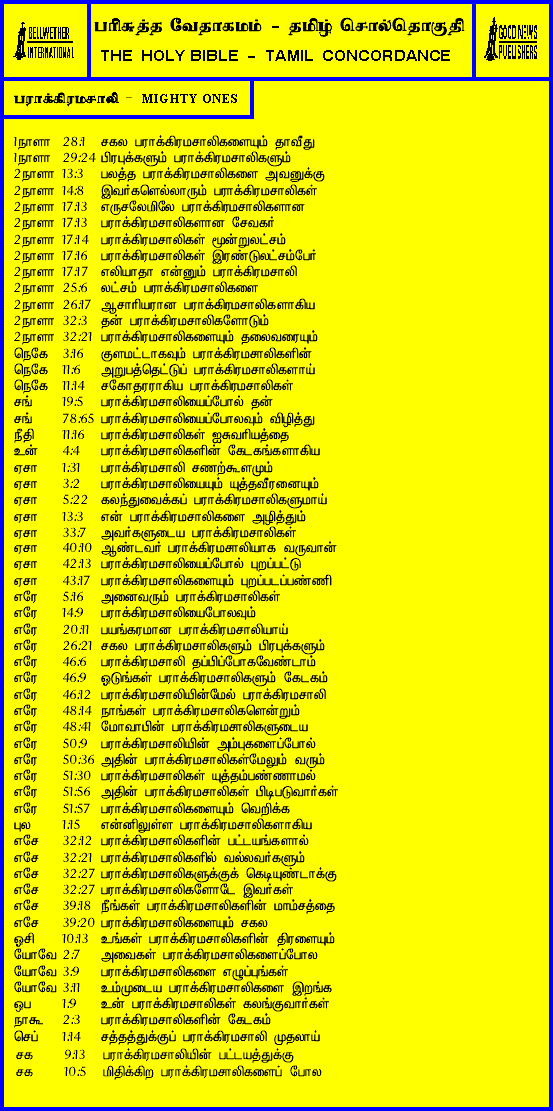 BELLWETHER
INTERNATIONAL
பரிசுத்த வேதாகமம் - தமிழ் சொல்தொகுதி
THE HOLY BIBLE - TAMIL CONCORDANCE
GOOD NEWS
PUBLISHERS
பராக்கிரமசாலி - MIGHTY ONES
1நாளா 28:1 சகல பராக்கிரமசாலிகளையும் தாவீது
1நாளா 29:24 பிரபுக்களும் பராக்கிரமசாலிகளும்
2நாளா 13:3 பலத்த பராக்கிரமசாலிகளை அவனுக்கு
2நாளா 14:8 இவர்களெல்லாரும் பராக்கிரமசாலிகள்
2நாளா 17:13 எருசலேமிலே பராக்கிரமசாலிகளான
2நாளா 17:13 பராக்கிரமசாலிகளான சேவகர்
2நாளா 17:14 பராக்கிரமசாலிகள் மூன்றுலட்சம்
2நாளா 17:16 பராக்கிரமசாலிகள் இரண்டுலட்சம்பேர்
2நாளா 17:17 எலியாதா என்னும் பராக்கிரமசாலி
2நாளா 25:6 லட்சம் பராக்கிரமசாலிகளை
2நாளா 26:17 ஆசாரியரான பராக்கிரமசாலிகளாகிய
2நாளா 32:3 தன் பராக்கிரமசாலிகளோடும்
2நாளா 32:21 பராக்கிரமசாலிகளையும் தலைவரையும்
நெகே 3:16 குளமட்டாகவும் பராக்கிரமசாலிகளின்
நெகே 11:6 அறுபத்தெட்டுப் பராக்கிரமசாலிகளாய்
நெகே 11:14 சகோதரராகிய பராக்கிரமசாலிகள்
சங் 19:5 பராக்கிரமசாலியைப்போல் தன்
சங் 78:65 பராக்கிரமசாலியைப்போலவும் விழித்து
நீதி 11:16 பராக்கிரமசாலிகள் ஐசுவரியத்தை
உன் 4:4 பராக்கிரமசாலிகளின் கேடகங்களாகிய
ஏசா 1:31 பராக்கிரமசாலி சணற்கூளமும்
ஏசா 3:2 பராக்கிரமசாலியையும் யுத்தவீரனையும்
ஏசா 5:22 கலந்துவைக்கப் பராக்கிரமசாலிகளுமாய்
ஏசா 13:3 என் பராக்கிரமசாலிகளை அழித்தும்
ஏசா 33:7 அவர்களுடைய பராக்கிரமசாலிகள்
ஏசா 40:10 ஆண்டவர் பராக்கிரமசாலியாக வருவான்
ஏசா 42:13 பராக்கிரமசாலியைப்போல் புறப்பட்டு
ஏசா 43:17 பராக்கிரமசாலிகளையும் புறப்படப்பண்ணி
எரே 5:16 அனைவரும் பராக்கிரமசாலிகள்
எரே 14:9 பராக்கிரமசாலியைபோலவும்
எரே 20:11 பயங்கரமான பராக்கிரமசாலியாய்
எரே 26:21 சகல பராக்கிரமசாலிகளும் பிரபுக்களும்
எரே 46:6 பராக்கிரமசாலி தப்பிப்போகவேண்டாம்
எரே 46:9 ஓடுங்கள் பராக்கிரமசாலிகளும் கேடகம்
எரே 46:12 பராக்கிரமசாலியின்மேல் பராக்கிரமசாலி
எரே 48:14 நாங்கள் பராக்கிரமசாலிகளென்றும்
எரே 48:41 மோவாபின் பராக்கிரமசாலிகளுடைய
எரே 50:9 பராக்கிரமசாலியின் அம்புகளைப்போல்
எரே 50:36 அதின் பராக்கிரமசாலிகள்மேலும் வரும்
எரே 51:30 பராக்கிரமசாலிகள் யுத்தம்பண்ணாமல்
எரே 51:56 அதின் பராக்கிரமசாலிகள் பிடிபடுவார்கள்
எரே 51:57 பராக்கிரமசாலிகளையும் வெறிக்க
புல 1:15 என்னிலுள்ள பராக்கிரமசாலிகளாகிய
எசே 32:12 பராக்கிரமசாலிகளின் பட்டயங்களால்
எசே 32:21 பராக்கிரமசாலிகளில் வல்லவர்களும்
எசே 32:27 பராக்கிரமசாலிகளுக்குக் கெடியுண்டாக்கு
எசே 32:27 பராக்கிரமசாலிகளோடே இவர்கள்
எசே 39:18 நீங்கள் பராக்கிரமசாலிகளின் மாம்சத்தை
எசே 39:20 பராக்கிரமசாலிகளையும் சகல
ஓசி 10:13 உங்கள் பராக்கிரமசாலிகளின் திரளையும்
யோவே 2:7 அவைகள் பராக்கிரமசாலிகளைப்போல
யோவே 3:9 பராக்கிரமசாலிகளை எழுப்புங்கள்
யோவே 3:11 உம்முடைய பராக்கிரமசாலிகளை இறங்க
ஒப 1:9 உன் பராக்கிரமசாலிகள் கலங்குவார்கள்
நாகூ 2:3 பராக்கிரமசாலிகளின் கேடகம்
செப் 1:14 சத்தத்துக்குப் பராக்கிரமசாலி முதலாய்
சக 9:13 பராக்கிரமசாலியின் பட்டயத்துக்கு
சக 10:5 மிதிக்கிற பராக்கிரமசாலிகளைப் போல